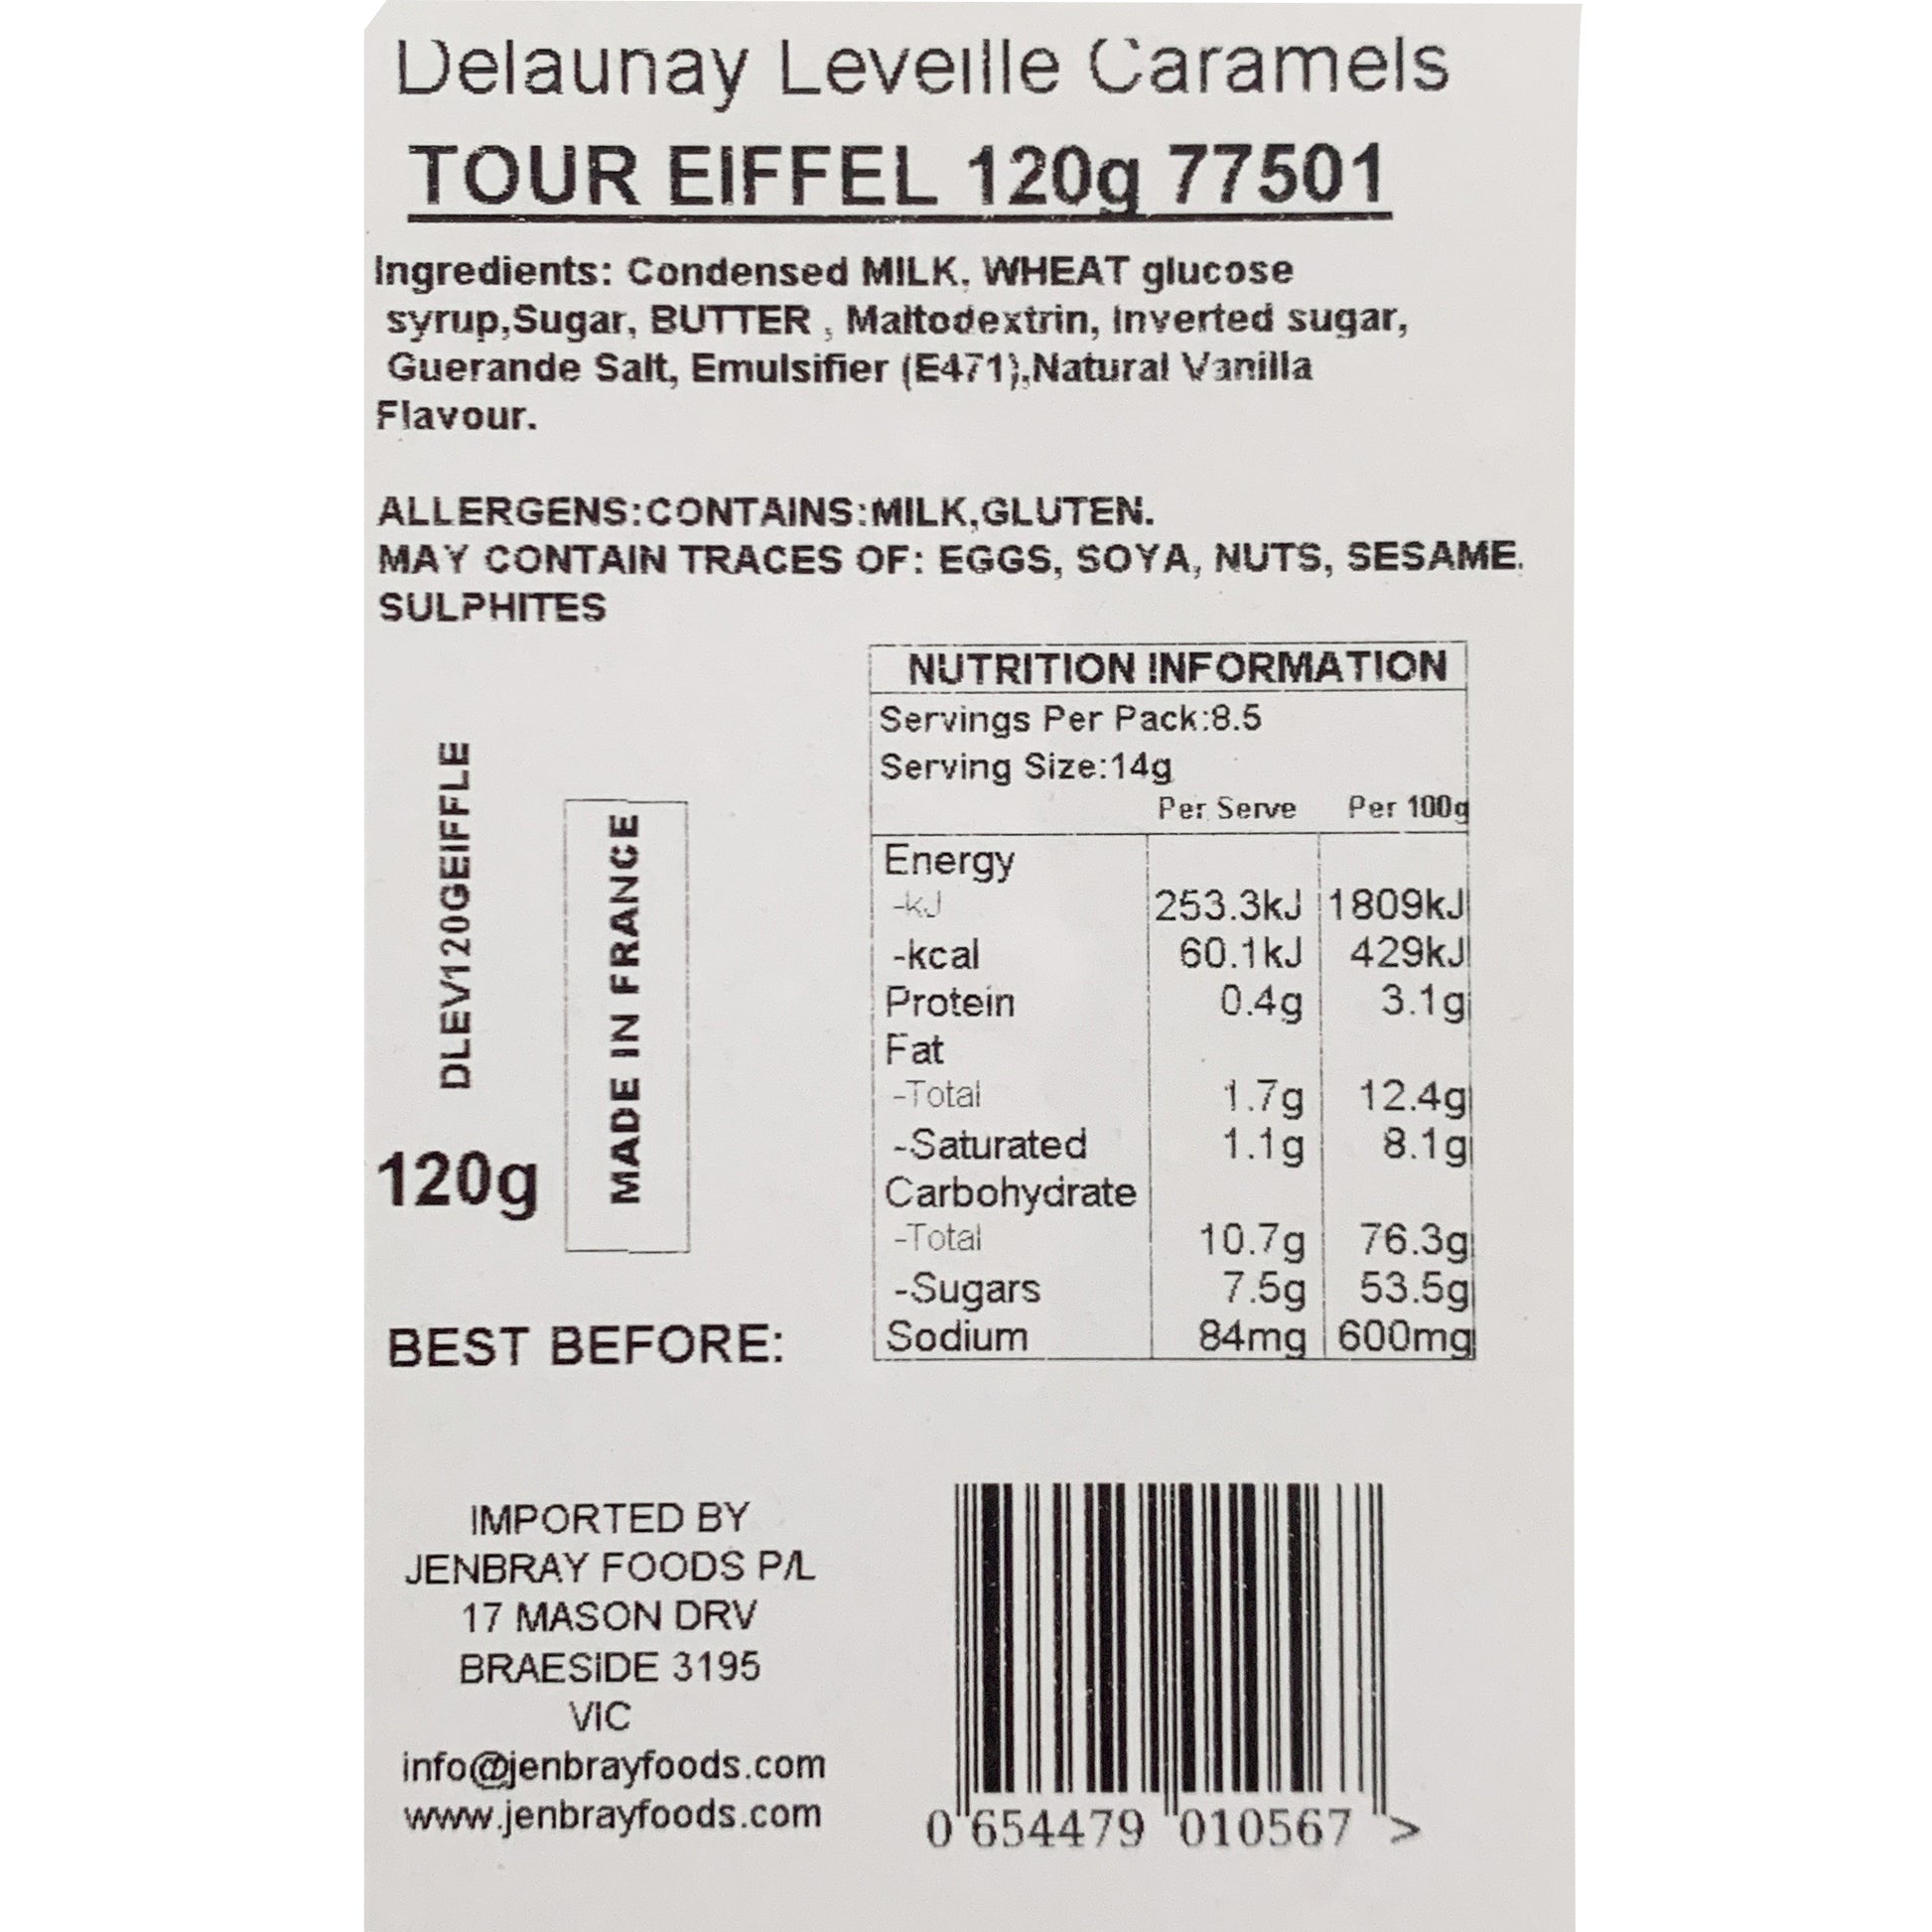 Delaunay Leveille Caramels
TOUR EIFFEL 120g 77501
Ingredients: Condensed MILK, WHEAT glucose
syrup,Sugar, BUTTER , Maltodextrin, Inverted sugar,
Guerande Salt, Emulsifier (E471),Natural Vanilla
Flavour.
ALLERGENS:CONTAINS:MILK,GLUTEN.
MAY CONTAIN TRACES OF: EGGS, SOYA, NUTS, SESAME.
SULPHITES
DLEV120GEIFFLE
MADE IN FRANCE
120g
BEST BEFORE:
NUTRITION INFORMATION
Servings Per Pack:8.5
Serving Size:14g
Per Serve Per 100g
Energy
-kJ 253.3kJ 1809kJ
-kcal 60.1kJ 429kJ
Protein 0.4g 3.1g
Fat
-Total 1.7g 12.4g
-Saturated 1.1g 8.1g
Carbohydrate
-Total 10.7g 76.3g
-Sugars 7.5g 53.5g
Sodium 84mg 600mg
IMPORTED BY
JENBRAY FOODS P/L
17 MASON DRV
BRAESIDE 3195
VIC
info@jenbrayfoods.com
www.jenbrayfoods.com
0 654479 010567 >